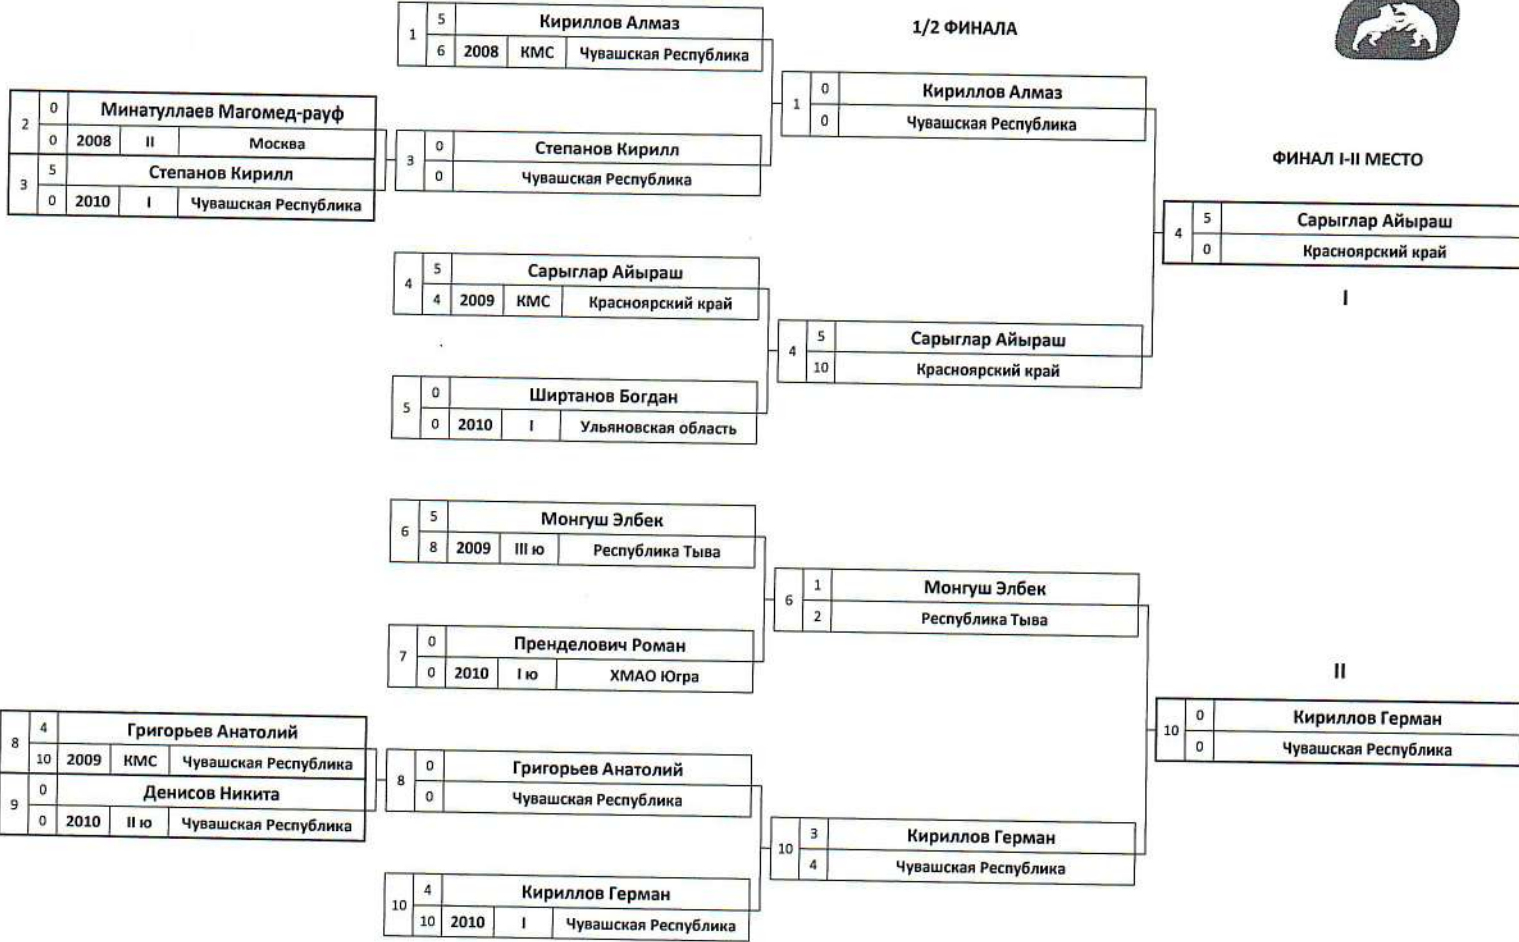 1/2 ФИНАЛА
ФИНАЛ I-II МЕСТО
2 0 Минатуллаев Магомед-рауф
0 2008 II Москва
3 5 Степанов Кирилл
0 2010 I Чувашская Республика
8 4 Григорьев Анатолий
10 2009 КМС Чувашская Республика
9 0 Денисов Никита
0 2010 II ю Чувашская Республика
1 5 Кириллов Алмаз
6 2008 КМС Чувашская Республика
3 0 Степанов Кирилл
0 Чувашская Республика
4 5 Сарыглар Айыраш
4 2009 КМС Красноярский край
5 0 Ширтанов Богдан
0 2010 I Ульяновская область
6 5 Монгуш Элбек
8 2009 III ю Республика Тыва
7 0 Пренделович Роман
0 2010 I ю ХМАО Югра
8 0 Григорьев Анатолий
0 Чувашская Республика
10 4 Кириллов Герман
10 2010 I Чувашская Республика
1 0 Кириллов Алмаз
0 Чувашская Республика
4 5 Сарыглар Айыраш
10 Красноярский край
6 1 Монгуш Элбек
2 Республика Тыва
10 3 Кириллов Герман
4 Чувашская Республика
4 5 Сарыглар Айыраш
0 Красноярский край
I
II
10 0 Кириллов Герман
0 Чувашская Республика